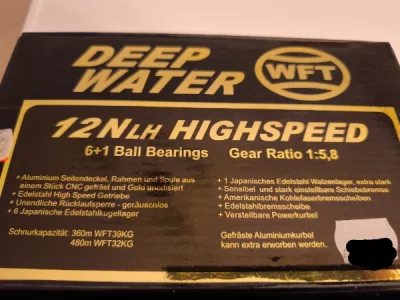 DEEP
WATER
WFT
12NLH HIGHSPEED
6+1 Ball Bearings Gear Ratio 1:5,8
+ Aluminium Seitendeckel, Rahmen und Spule aus
einem Stück CNC gefräst und Gold anodisiert
+ Edelstahl High Speed Getriebe
+ Unendliche Rücklaufsperre - geräuschlos
+ 6 Japanische Edelstahlkugellager
Schnurkapazität: 360m WFT39KG
480m WFT32KG
+ 1 Japanisches Edelstahl Walzenlager, extra stark
+ Sensibel und stark einstellbare Schiebebremse
+ Amerikanische Kohlefaserbremsscheiben
+ Edelstahlbremsscheibe
+ Verstellbare Powerkurbel
Gefräste Aluminiumkurbel
kann extra erworben werden.